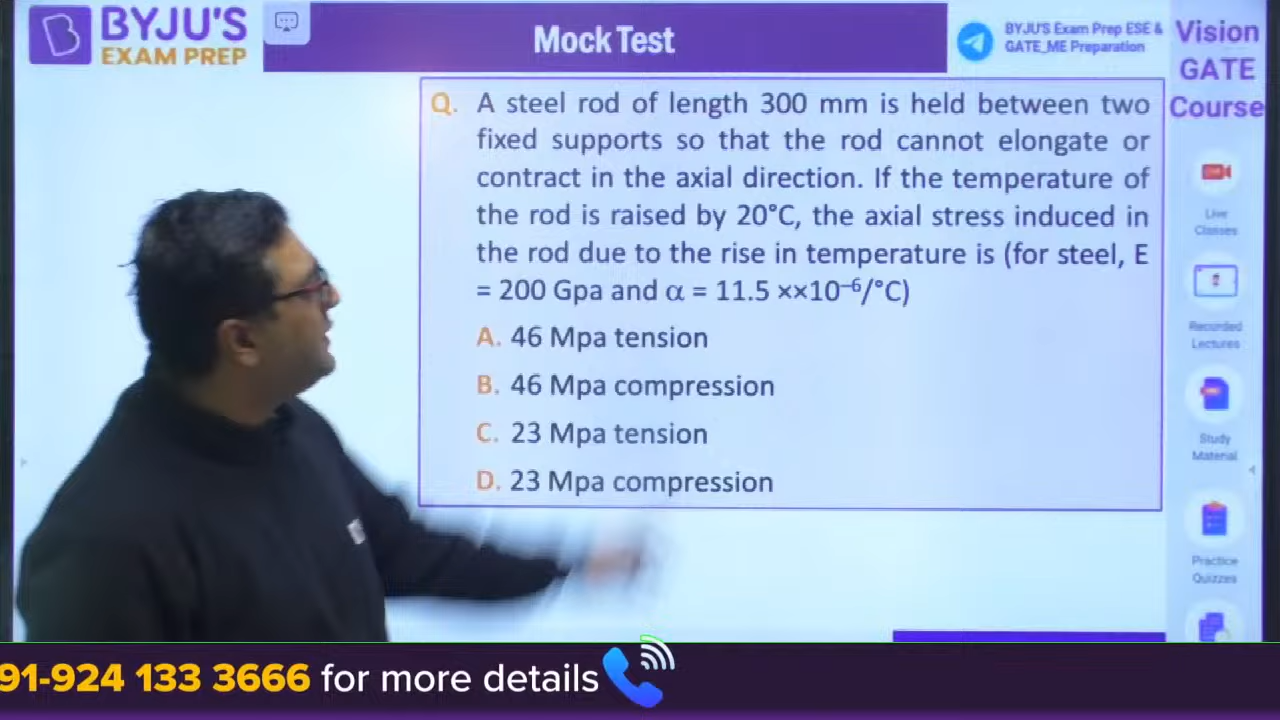 BYJU'S
EXAM PREP
Mock Test
BYJU'S Exam Prep ESE &
GATE_ME Preparation
Vision
GATE
Course
Q. A steel rod of length 300 mm is held between two
fixed supports so that the rod cannot elongate or
contract in the axial direction. If the temperature of
the rod is raised by 20°C, the axial stress induced in
the rod due to the rise in temperature is (for steel, E
= 200 Gpa and α = 11.5 ××10⁻⁶/°C)
A. 46 Mpa tension
B. 46 Mpa compression
C. 23 Mpa tension
D. 23 Mpa compression
Live
Classes
Recorded
Lectures
Study
Material
Practice
Quizzes
91-924 133 3666 for more details